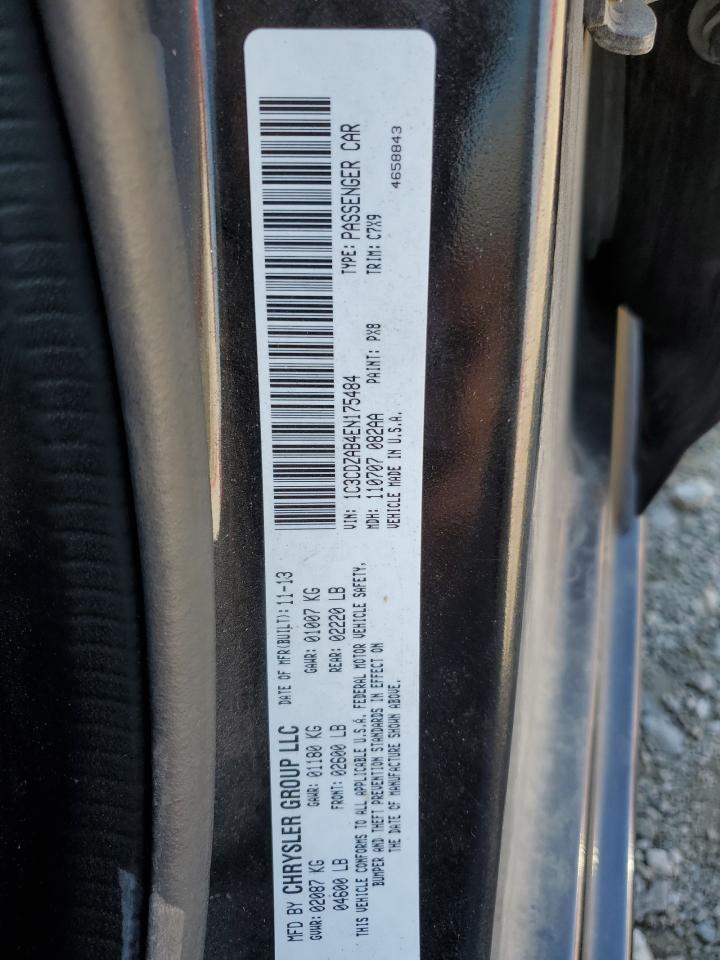 MFD BY CHRYSLER GROUP LLC DATE OF MFR(BUILT): 11-13
GVWR: 02087 KG GAWR: 01180 KG GAWR: 01007 KG
04600 LB FRONT: 02600 LB REAR: 02220 LB
THIS VEHICLE CONFORMS TO ALL APPLICABLE U.S.A. FEDERAL MOTOR VEHICLE SAFETY,
BUMPER AND THEFT PREVENTION STANDARDS IN EFFECT ON
THE DATE OF MANUFACTURE SHOWN ABOVE.
VIN: 1C3CDZAB4EN175484 TYPE: PASSENGER CAR
MDH: 110707 082AA PAINT: PX8 TRIM: C7X9
VEHICLE MADE IN U.S.A.
4658843